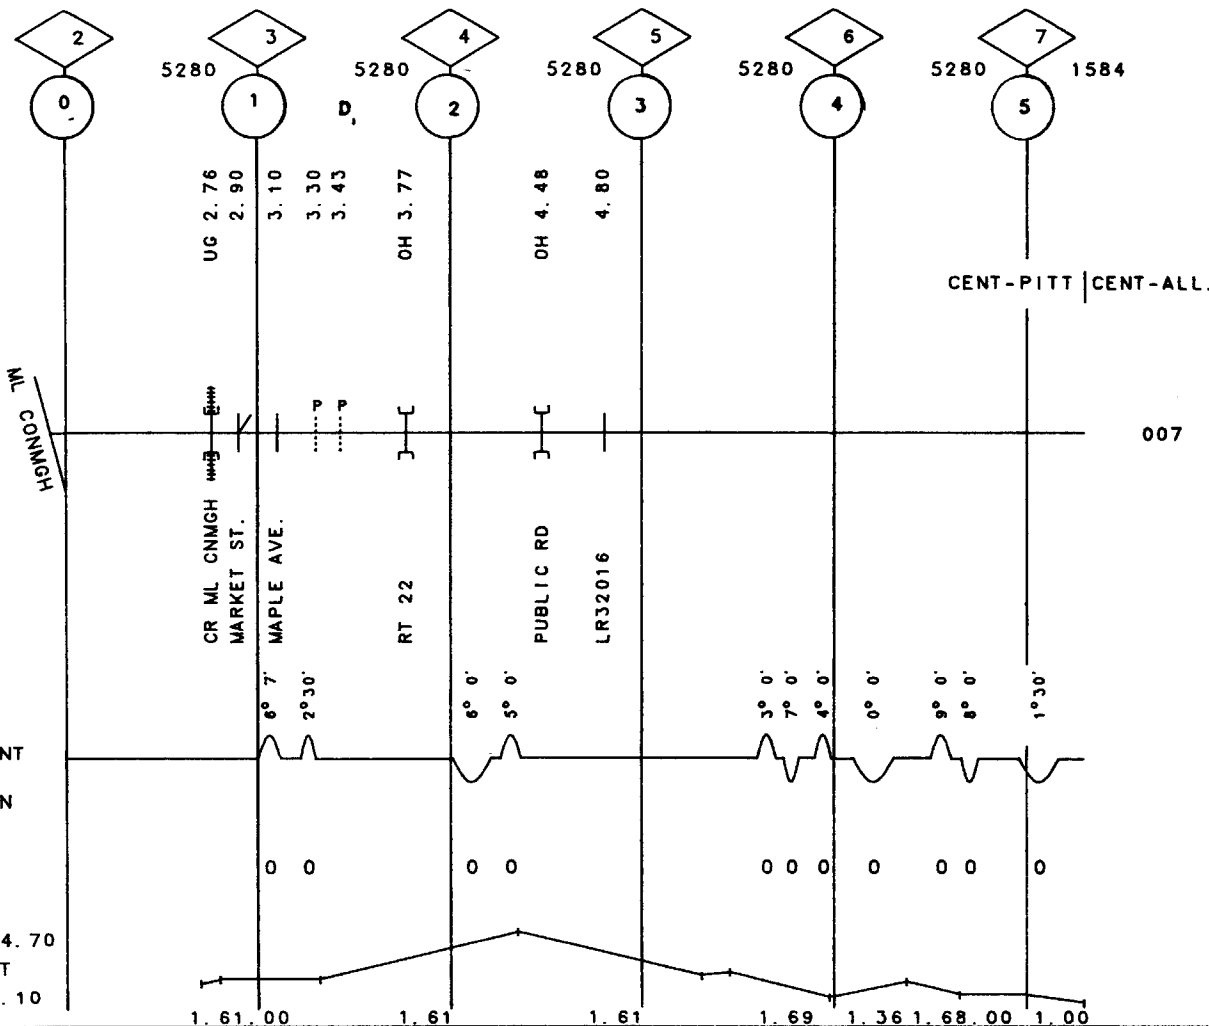 2 3 4 5 6 7
5280 5280 5280 5280 5280 1584
0 1 D, 2 3 4 5
UG 2.76
2.90
3.10
3.30
3.43
OH 3.77
OH 4.48
4.80
CENT-PITT | CENT-ALL.
ML CONMGH
P P
007
CR ML CNMGH
MARKET ST.
MAPLE AVE.
RT 22
PUBLIC RD
LR32016
6° 7'
2° 30'
6° 0'
5° 0'
3° 0'
7° 0'
4° 0'
0° 0'
9° 0'
8° 0'
1° 30'
NT
N
0 0 0 0 0 0 0 0 0 0 0
4.70
T
.10
1.61 .00 1.61 1.61 1.69 1.36 1.68 .00 1.00